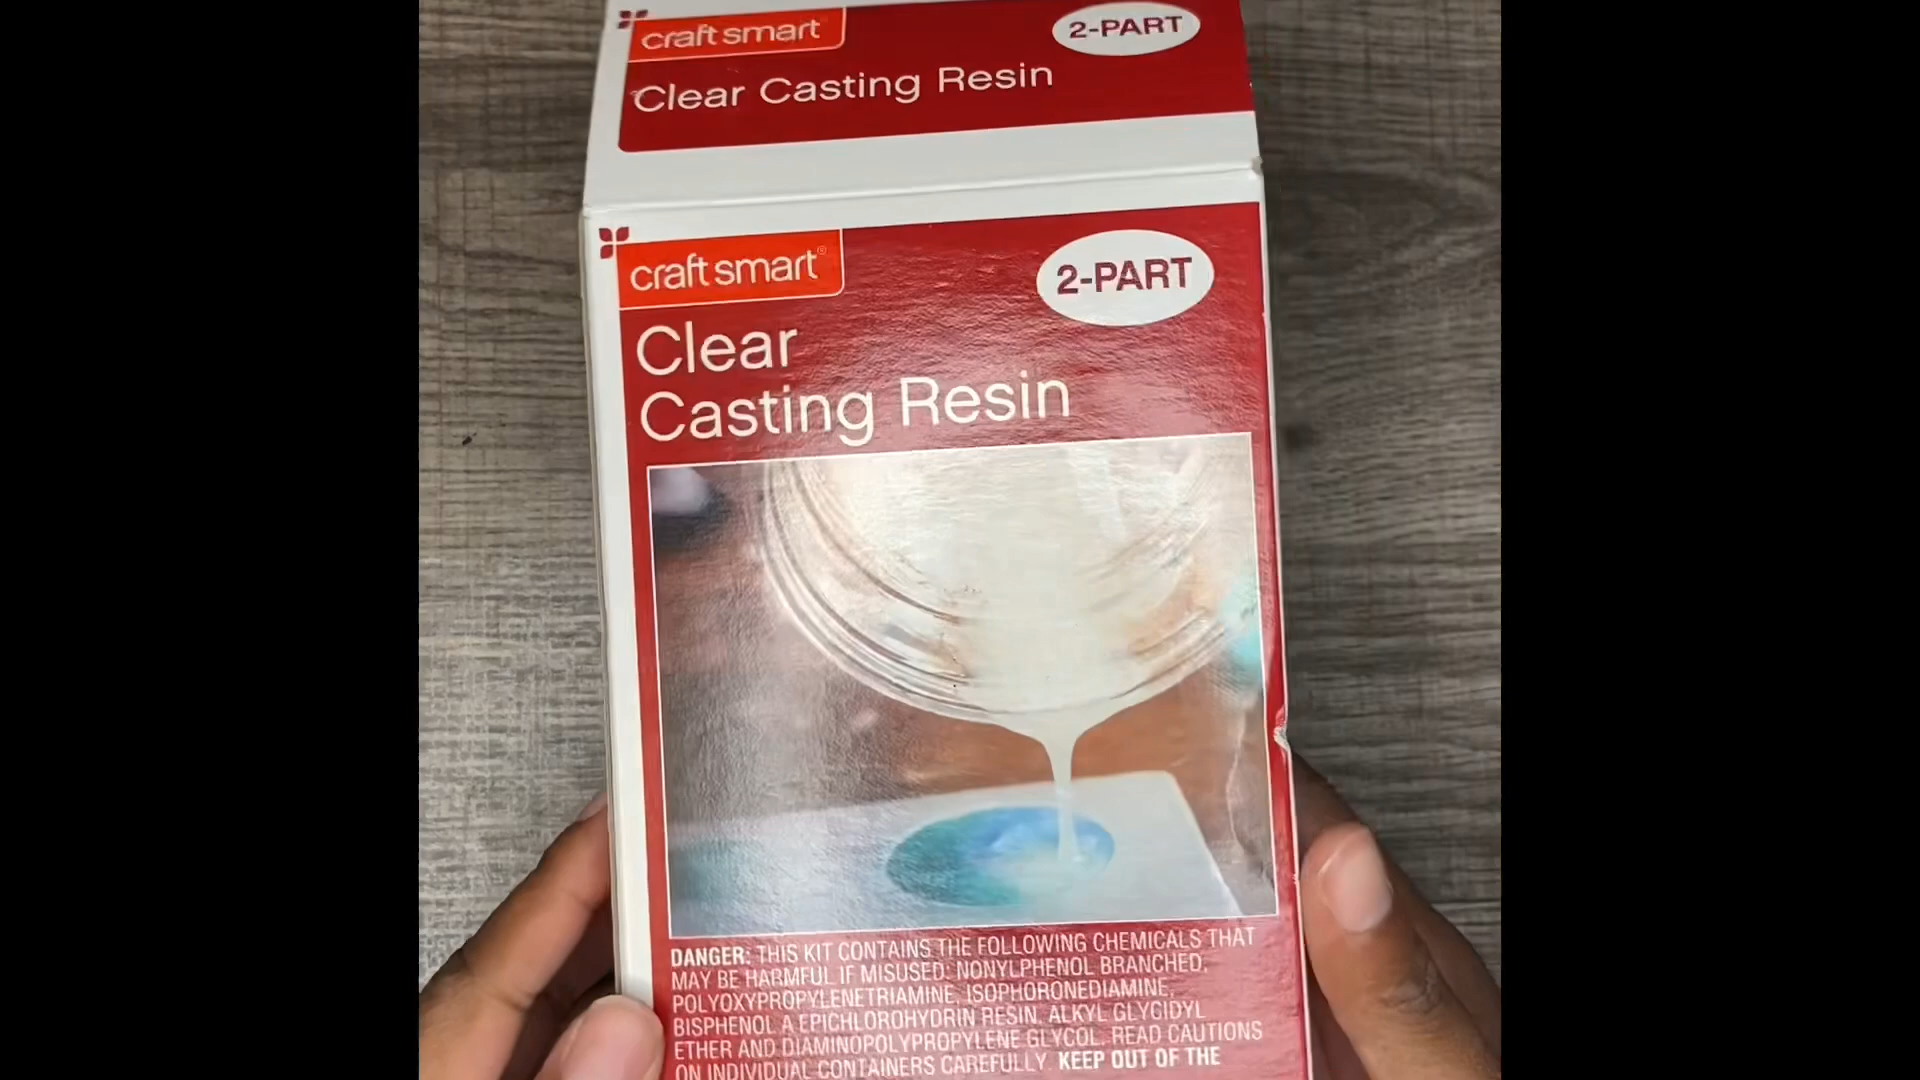 craft smart
2-PART
Clear Casting Resin
craft smart®
2-PART
Clear
Casting Resin
DANGER: THIS KIT CONTAINS THE FOLLOWING CHEMICALS THAT
MAY BE HARMFUL IF MISUSED: NONYLPHENOL BRANCHED,
POLYOXYPROPYLENETRIAMINE, ISOPHORONEDIAMINE,
BISPHENOL A EPICHLOROHYDRIN RESIN, ALKYL GLYCIDYL
ETHER AND DIAMINOPOLYPROPYLENE GLYCOL. READ CAUTIONS
ON INDIVIDUAL CONTAINERS CAREFULLY. KEEP OUT OF THE